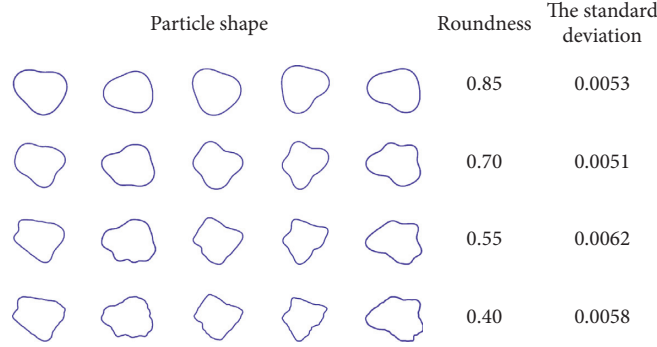 Particle shape
Roundness
The standard
deviation
0.85
0.0053
0.70
0.0051
0.55
0.0062
0.40
0.0058